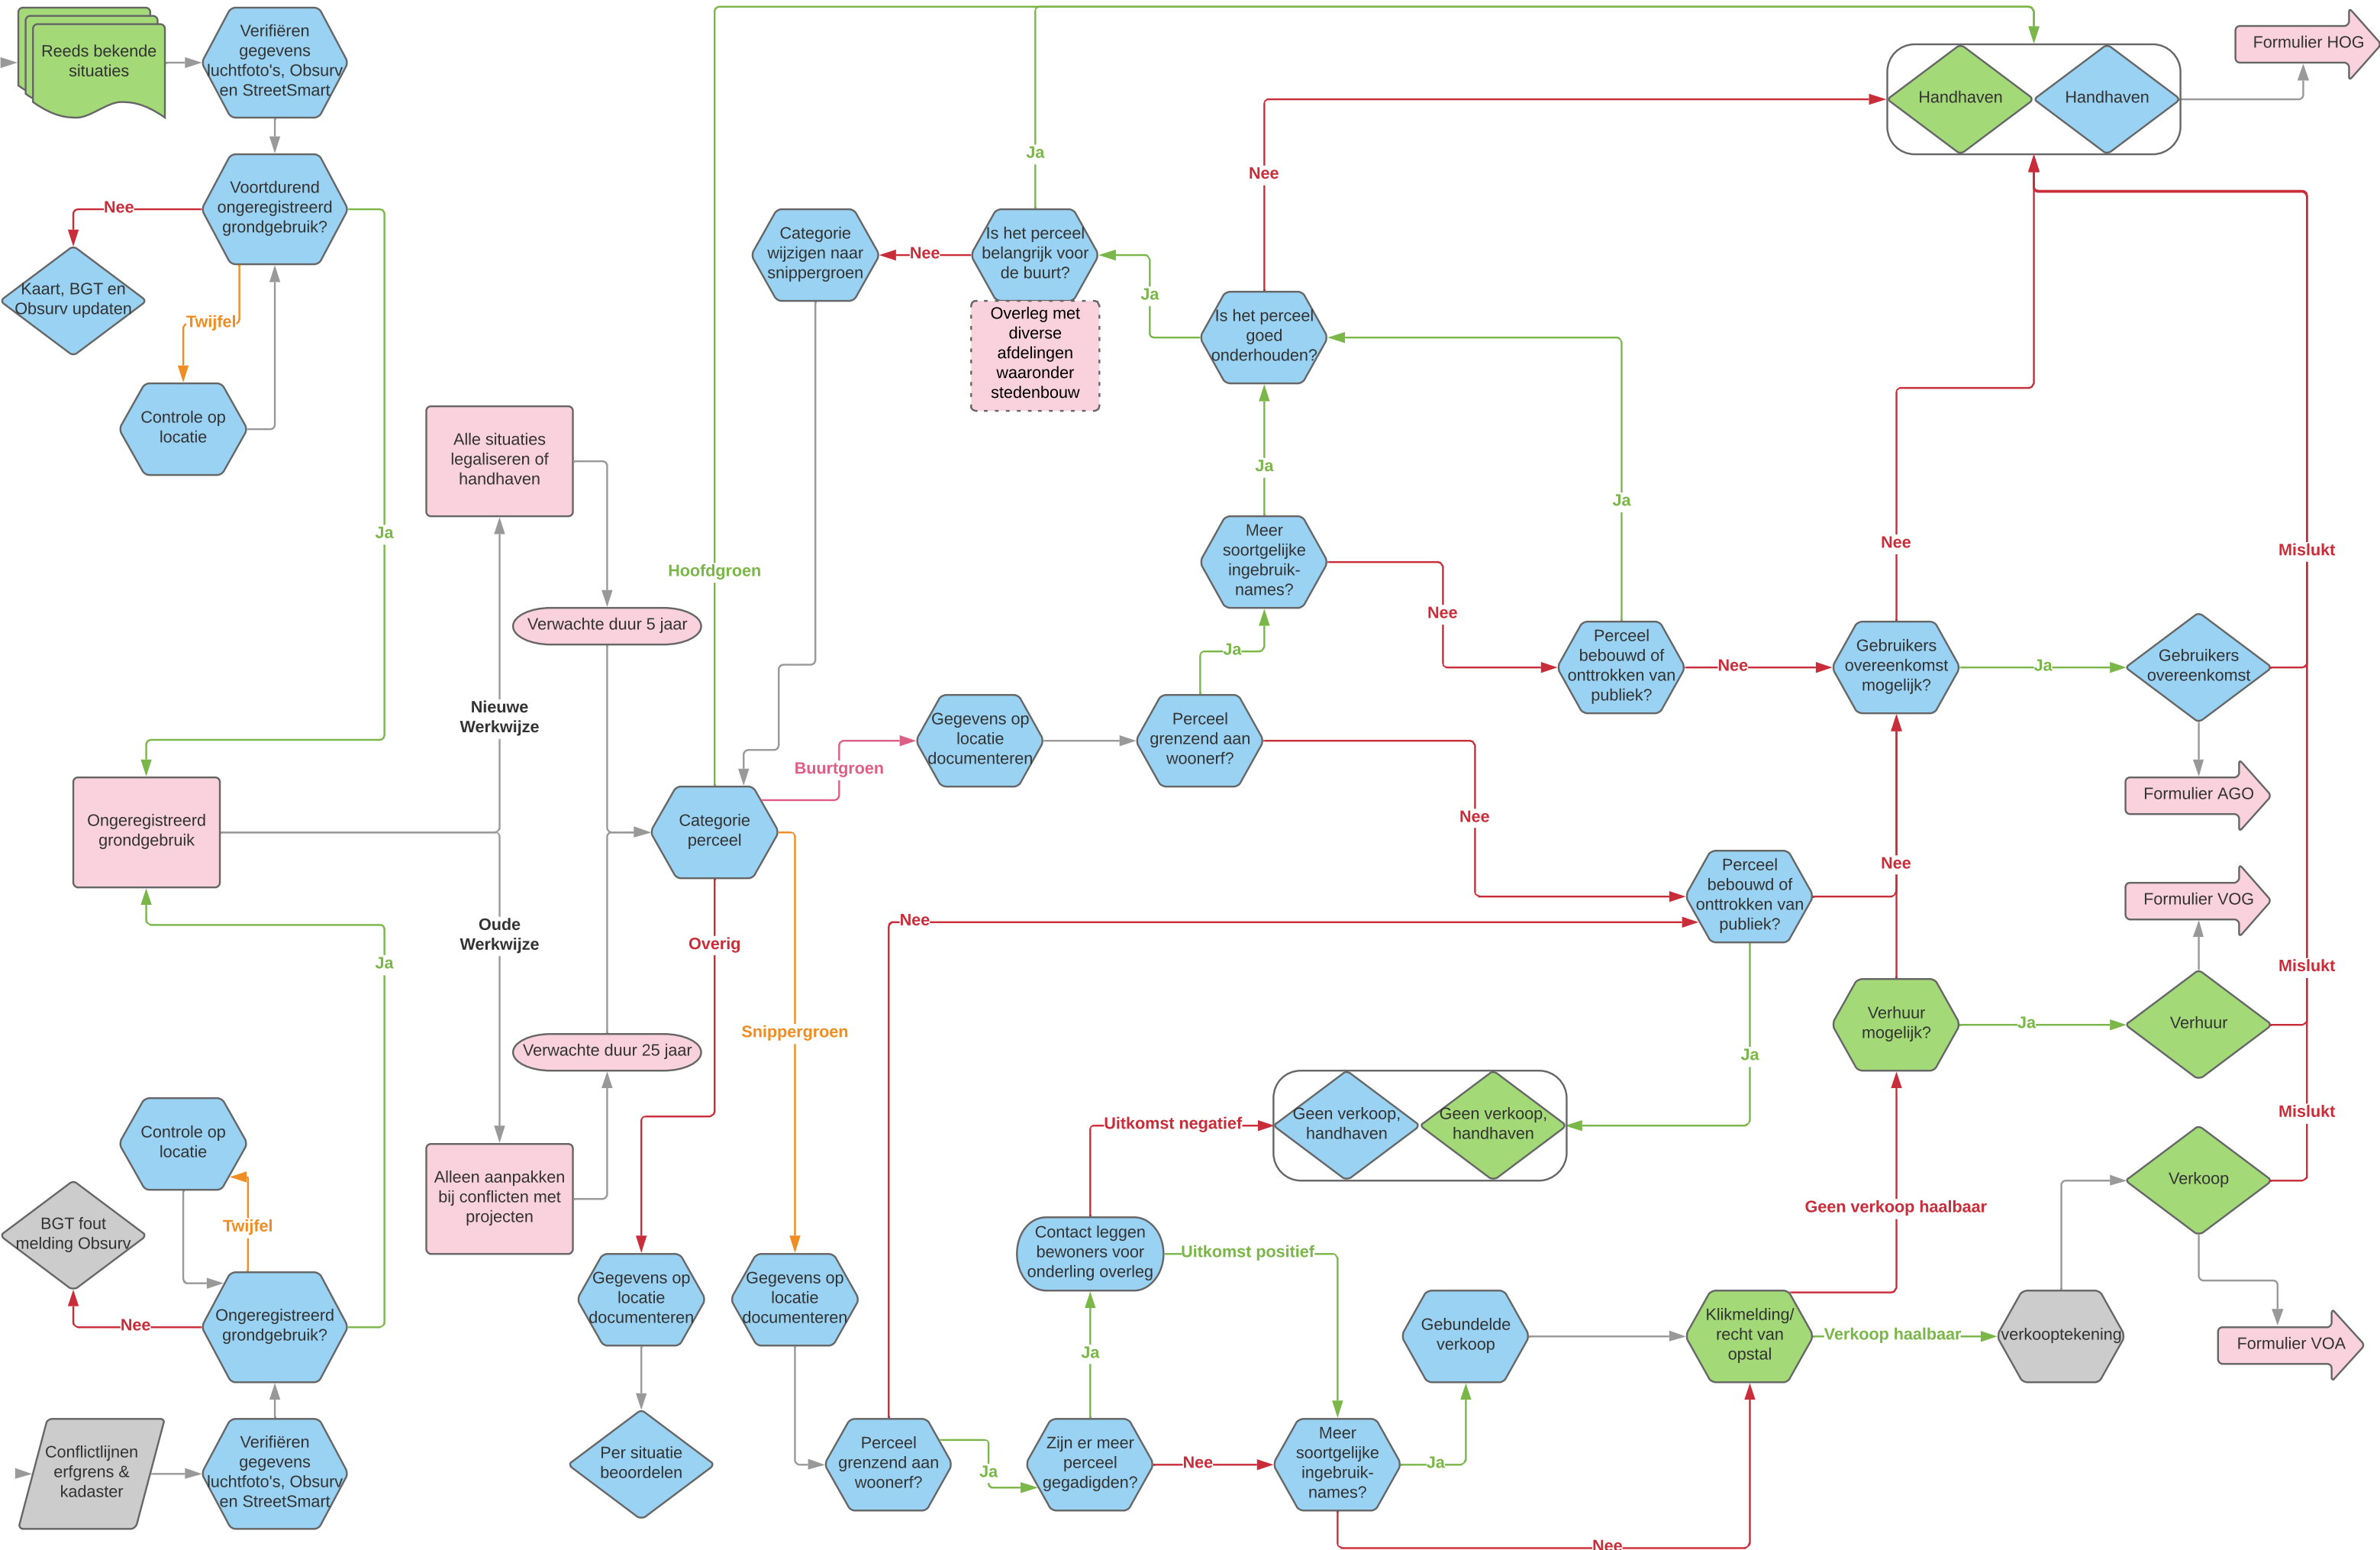 Reeds bekende
situaties
Verifiëren
gegevens
luchtfoto's, Obsurv
en StreetSmart
Handhaven
Handhaven
Formulier HOG
Voortdurend
ongeregistreerd
grondgebruik?
Nee
Kaart, BGT en
Obsurv updaten
Twijfel
Controle op
locatie
Ja
Ja
Nee
Categorie
wijzigen naar
snippergroen
Nee
Is het perceel
belangrijk voor
de buurt?
Overleg met
diverse
afdelingen
waaronder
stedenbouw
Ja
Is het perceel
goed
onderhouden?
Alle situaties
legaliseren of
handhaven
Ja
Ja
Hoofdgroen
Meer
soortgelijke
ingebruik-
names?
Nee
Mislukt
Verwachte duur 5 jaar
Nee
Ja
Perceel
bebouwd of
onttrokken van
publiek?
Nee
Gebruikers
overeenkomst
mogelijk?
Ja
Gebruikers
overeenkomst
Nieuwe
Werkwijze
Buurtgroen
Gegevens op
locatie
documenteren
Perceel
grenzend aan
woonerf?
Formulier AGO
Ongeregistreerd
grondgebruik
Categorie
perceel
Nee
Perceel
bebouwd of
onttrokken van
publiek?
Nee
Formulier VOG
Oude
Werkwijze
Overig
Nee
Ja
Mislukt
Verhuur
mogelijk?
Ja
Verhuur
Snippergroen
Verwachte duur 25 jaar
Ja
Controle op
locatie
Uitkomst negatief
Geen verkoop,
handhaven
Geen verkoop,
handhaven
Mislukt
Alleen aanpakken
bij conflicten met
projecten
Verkoop
BGT fout
melding Obsurv
Twijfel
Geen verkoop haalbaar
Contact leggen
bewoners voor
onderling overleg
Uitkomst positief
Nee
Ongeregistreerd
grondgebruik?
Gegevens op
locatie
documenteren
Gegevens op
locatie
documenteren
Ja
Gebundelde
verkoop
Klikmelding/
recht van
opstal
Verkoop haalbaar
verkooptekening
Formulier VOA
Conflictlijnen
erfgrens &
kadaster
Verifiëren
gegevens
luchtfoto's, Obsurv
en StreetSmart
Per situatie
beoordelen
Perceel
grenzend aan
woonerf?
Ja
Zijn er meer
perceel
gegadigden?
Nee
Meer
soortgelijke
ingebruik-
names?
Ja
Nee